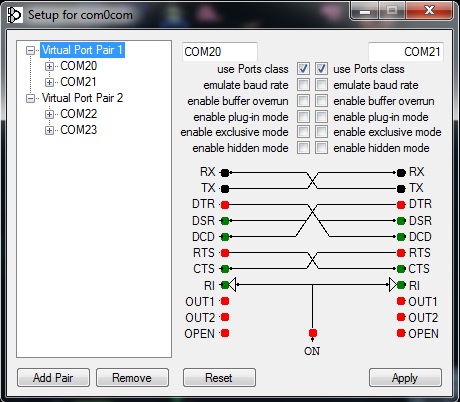 Setup for com0com
Virtual Port Pair 1
COM20
COM21
Virtual Port Pair 2
COM22
COM23
COM20 COM21
use Ports class use Ports class
emulate baud rate emulate baud rate
enable buffer overrun enable buffer overrun
enable plug-in mode enable plug-in mode
enable exclusive mode enable exclusive mode
enable hidden mode enable hidden mode
RX RX
TX TX
DTR DTR
DSR DSR
DCD DCD
RTS RTS
CTS CTS
RI RI
OUT1 OUT1
OUT2 OUT2
OPEN OPEN
ON
Add Pair Remove Reset Apply